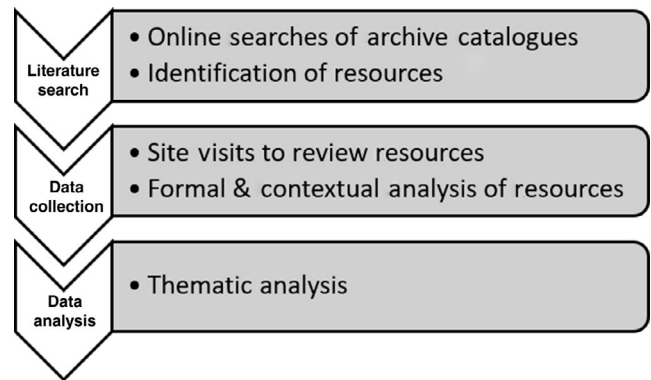 Literature
search
• Online searches of archive catalogues
• Identification of resources
Data
collection
• Site visits to review resources
• Formal & contextual analysis of resources
Data
analysis
• Thematic analysis